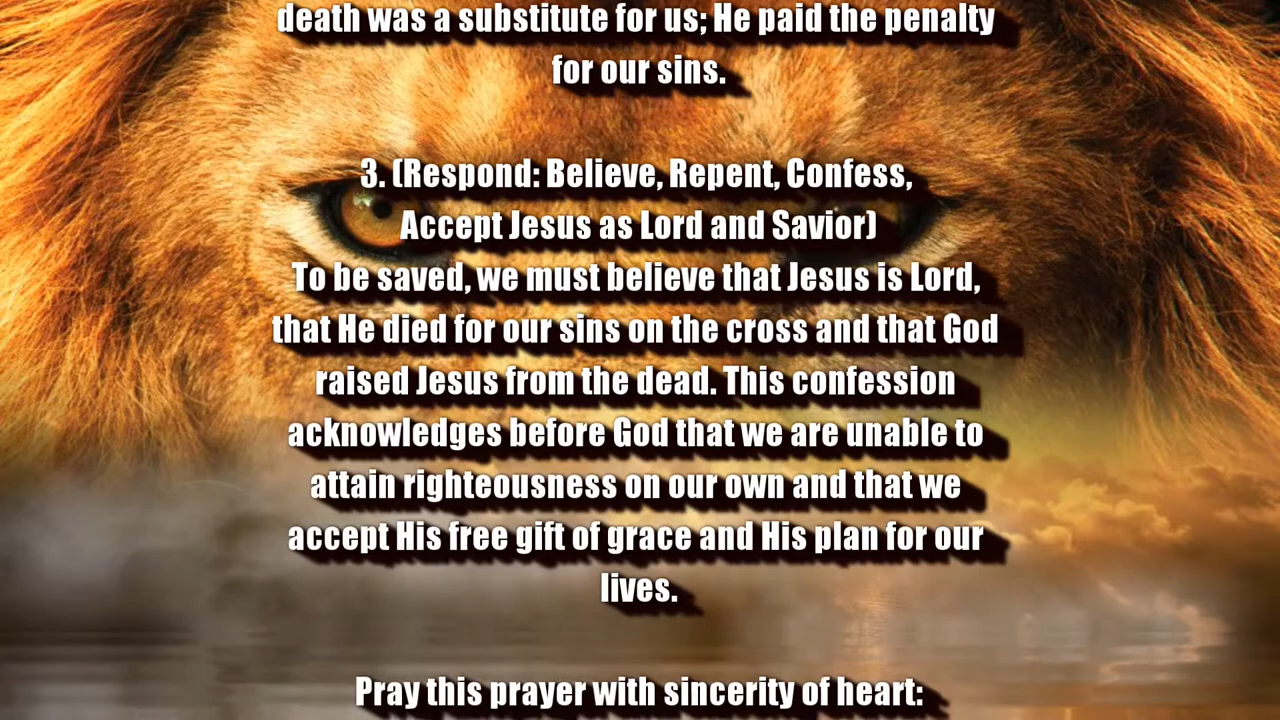 death was a substitute for us; He paid the penalty
for our sins.
3. (Respond: Believe, Repent, Confess,
Accept Jesus as Lord and Savior)
To be saved, we must believe that Jesus is Lord,
that He died for our sins on the cross and that God
raised Jesus from the dead. This confession
acknowledges before God that we are unable to
attain righteousness on our own and that we
accept His free gift of grace and His plan for our
lives.
Pray this prayer with sincerity of heart: